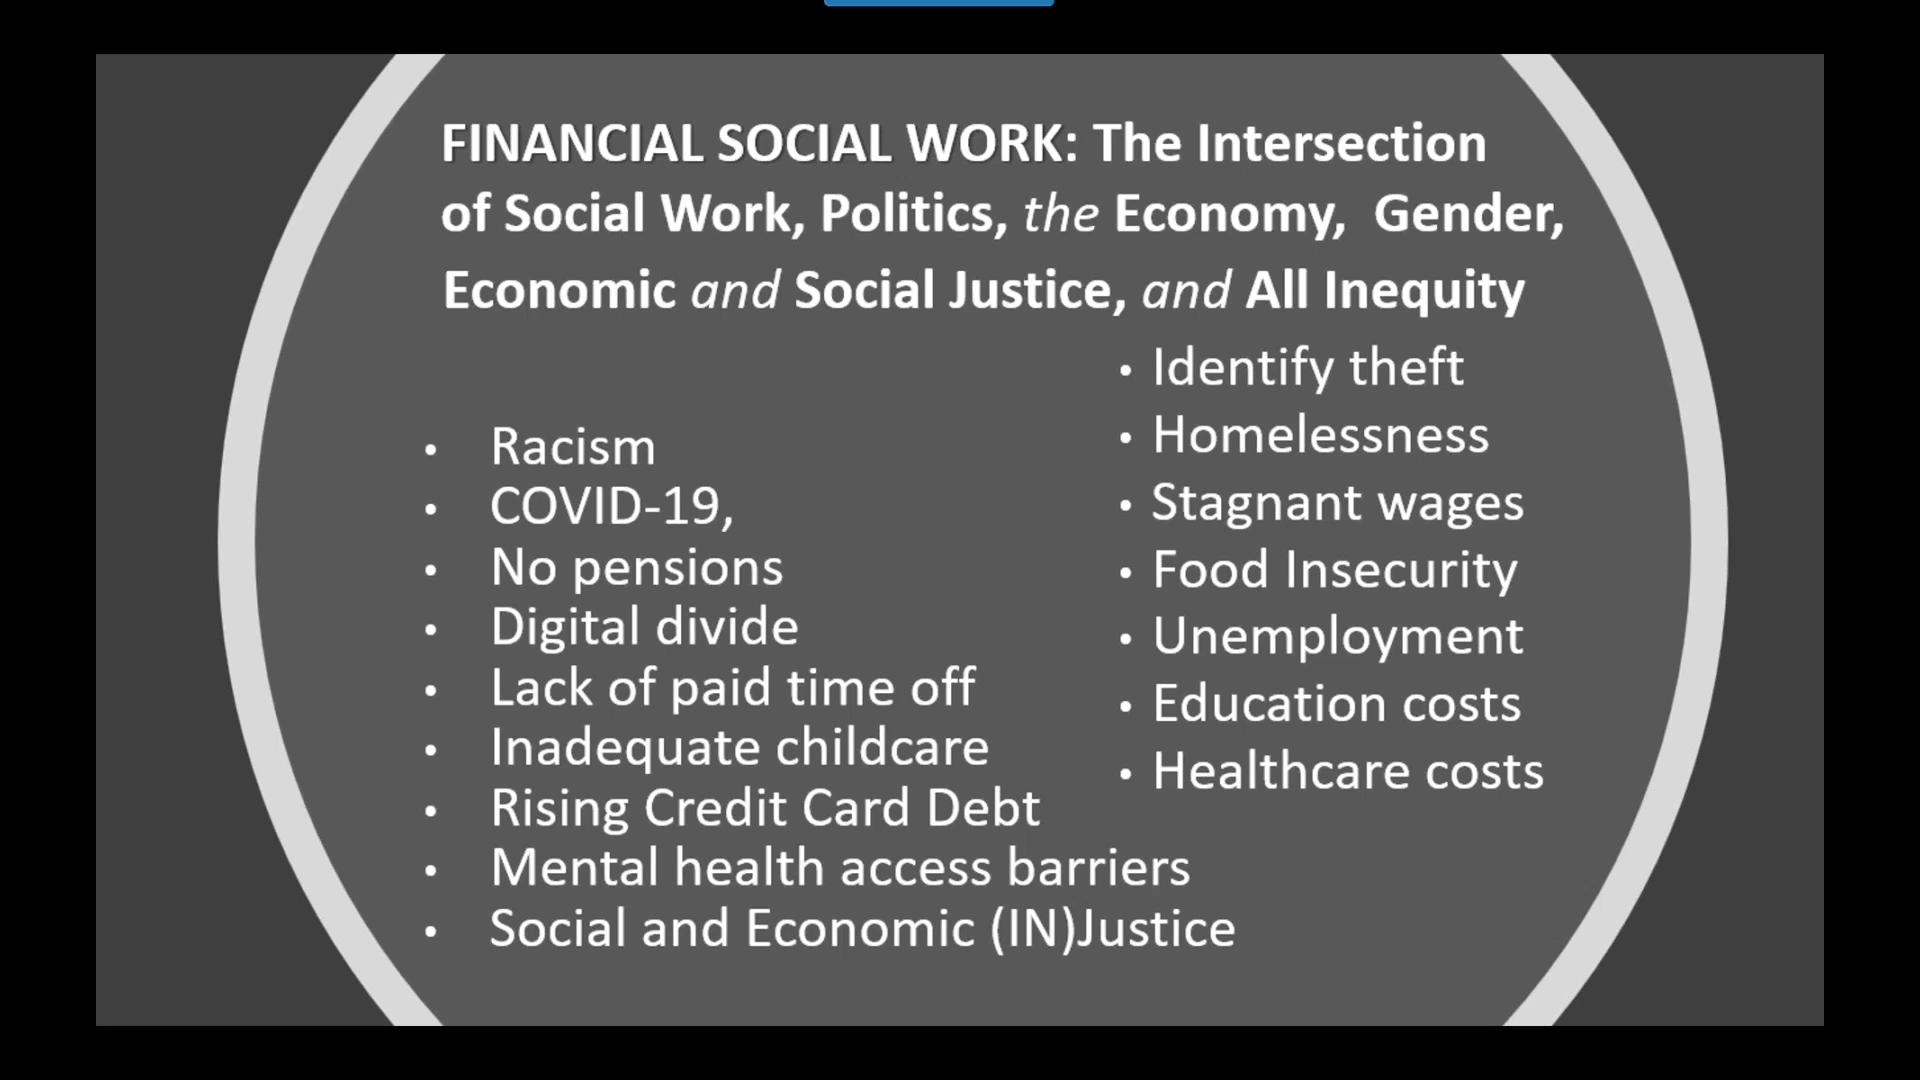 FINANCIAL SOCIAL WORK: The Intersection
of Social Work, Politics, the Economy, Gender,
Economic and Social Justice, and All Inequity
• Racism
• COVID-19,
• No pensions
• Digital divide
• Lack of paid time off
• Inadequate childcare
• Rising Credit Card Debt
• Mental health access barriers
• Social and Economic (IN)Justice
• Identify theft
• Homelessness
• Stagnant wages
• Food Insecurity
• Unemployment
• Education costs
• Healthcare costs